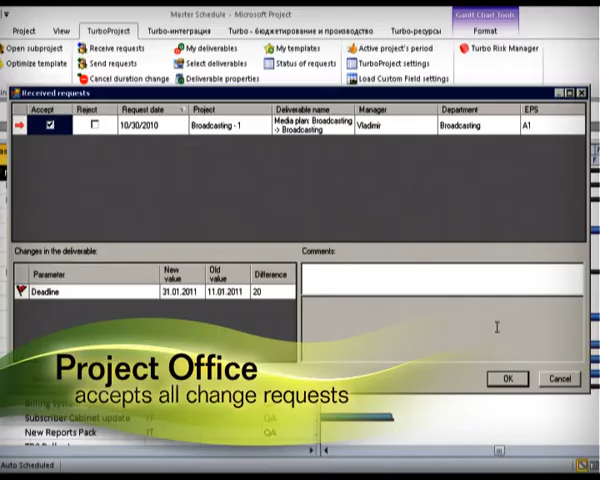 Master Schedule - Microsoft Project
Gantt Chart Tools
Project View TurboProject Turbo-интеграция Turbo - бюджетирование и производство Turbo-ресурсы Format
Open subproject Receive requests My deliverables My templates Active project's period Turbo Risk Manager
Optimize template Send requests Select deliverables Status of requests TurboProject settings
Cancel duration change Deliverable properties Load Custom Field settings
Received requests
Accept Reject Request date Project Deliverable name Manager Department EPS
10/30/2010 Broadcasting - 1 Media plan: Broadcasting -> Broadcasting Vladmir Broadcasting A1
Changes in the deliverable:
Comments:
Parameter New value Old value Difference
Deadline 31.01.2011 11.01.2011 20
Project Office
accepts all change requests
OK Cancel
Subscriber Cabinet update IT QA
New Reports Pack IT QA
Auto Scheduled